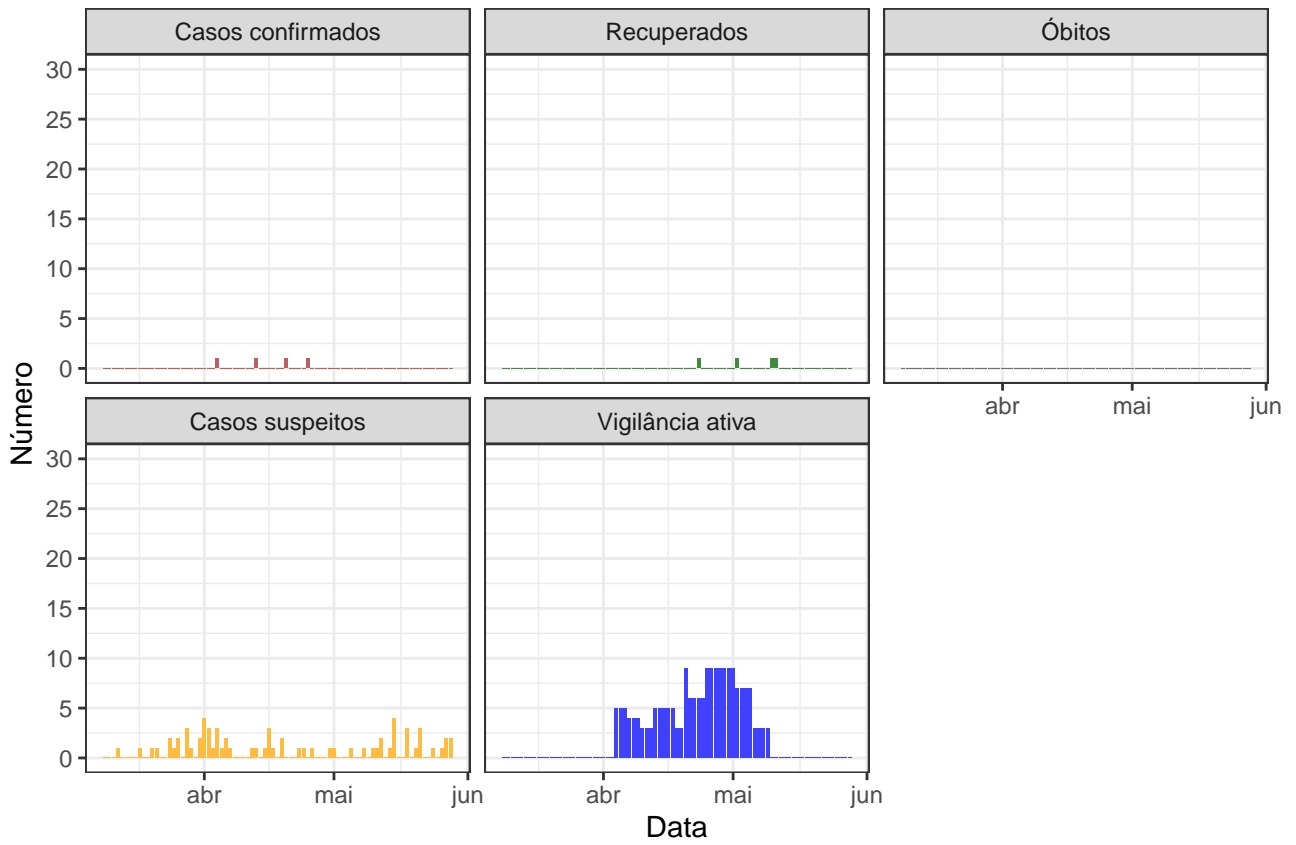 Casos confirmados
Recuperados
Óbitos
30
25
20
15
10
5
0
abr mai jun
Número
Casos suspeitos
Vigilância ativa
30
25
20
15
10
5
0
abr mai jun
abr mai jun
Data